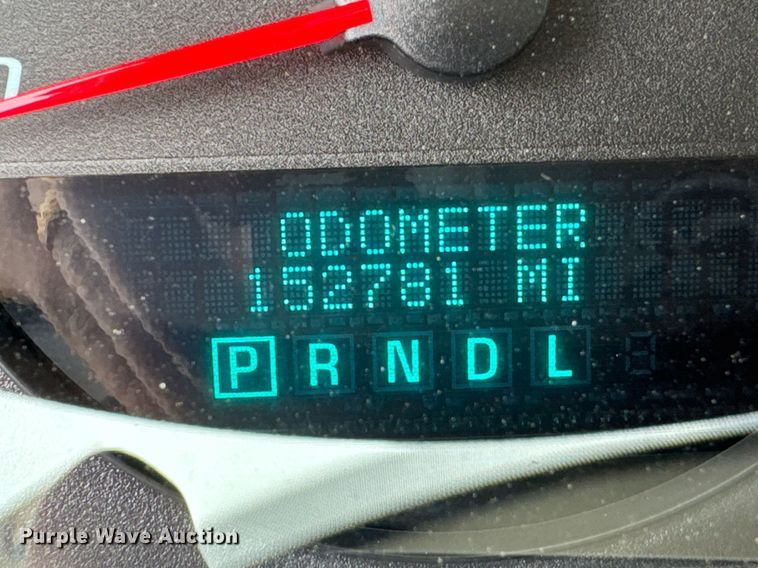 ODOMETER
152781 MI
P R N D L
Purple Wave Auction